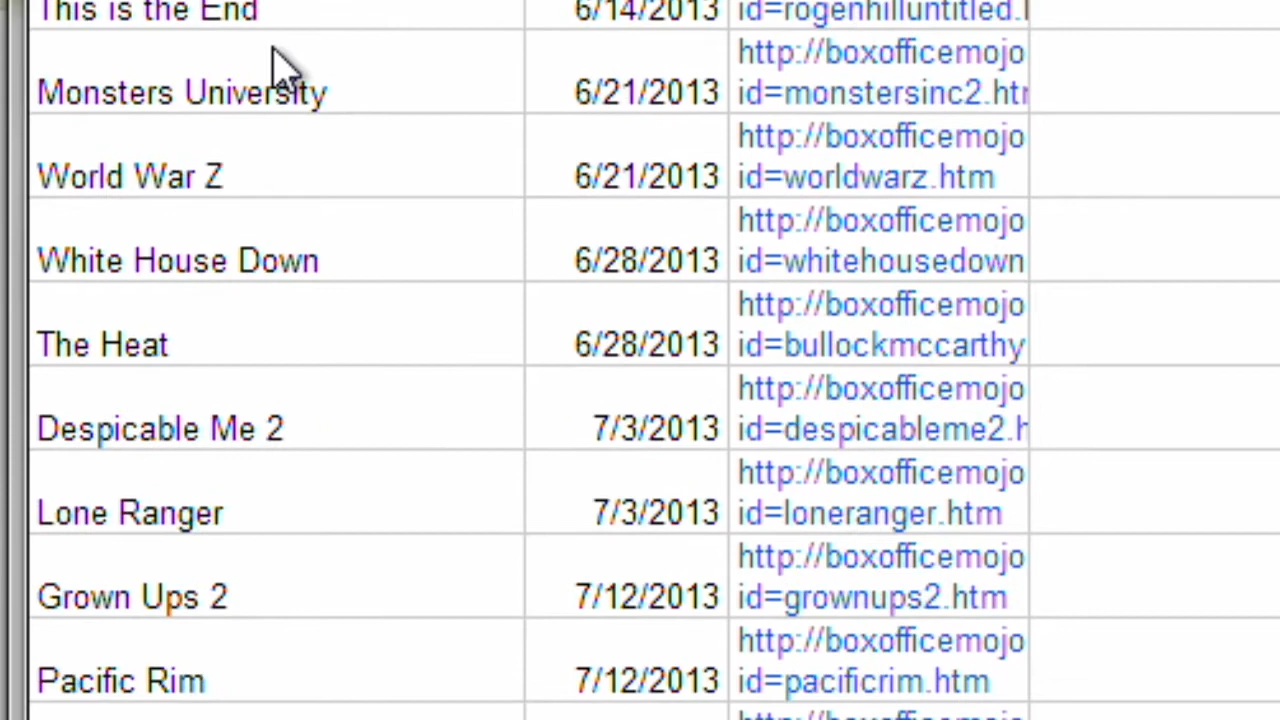 This is the End 6/14/2013 id=rogenhilluntitled.
http://boxofficemojo
Monsters University 6/21/2013 id=monstersinc2.htm
http://boxofficemojo
World War Z 6/21/2013 id=worldwarz.htm
http://boxofficemojo
White House Down 6/28/2013 id=whitehousedown
http://boxofficemojo
The Heat 6/28/2013 id=bullockmccarthy
http://boxofficemojo
Despicable Me 2 7/3/2013 id=despicableme2.h
http://boxofficemojo
Lone Ranger 7/3/2013 id=loneranger.htm
http://boxofficemojo
Grown Ups 2 7/12/2013 id=grownups2.htm
http://boxofficemojo
Pacific Rim 7/12/2013 id=pacificrim.htm
http://boxofficemojo